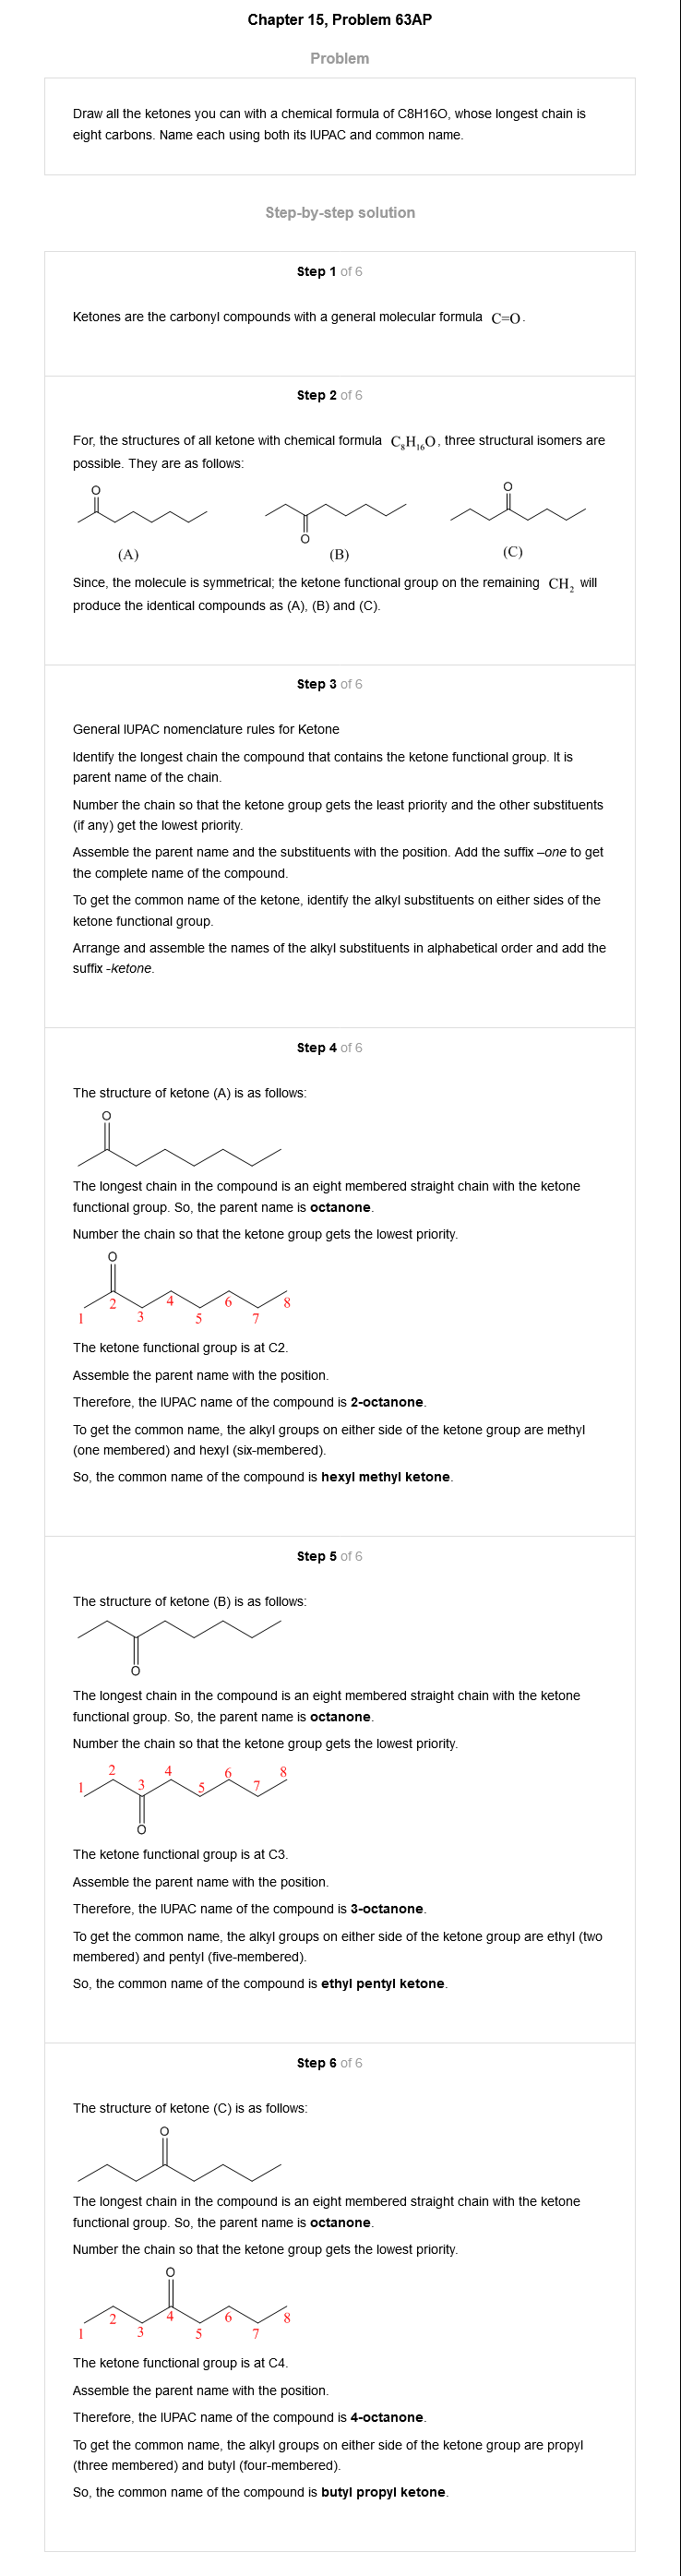 Chapter 15, Problem 63AP
Problem
Draw all the ketones you can with a chemical formula of C8H16O, whose longest chain is
eight carbons. Name each using both its IUPAC and common name.
Step-by-step solution
Step 1 of 6
Ketones are the carbonyl compounds with a general molecular formula C=O.
Step 2 of 6
For, the structures of all ketone with chemical formula C₈H₁₆O, three structural isomers are
possible. They are as follows:
O
O
O
(A)
(B)
(C)
Since, the molecule is symmetrical; the ketone functional group on the remaining CH₂ will
produce the identical compounds as (A), (B) and (C).
Step 3 of 6
General IUPAC nomenclature rules for Ketone
Identify the longest chain the compound that contains the ketone functional group. It is
parent name of the chain.
Number the chain so that the ketone group gets the least priority and the other substituents
(if any) get the lowest priority.
Assemble the parent name and the substituents with the position. Add the suffix –one to get
the complete name of the compound.
To get the common name of the ketone, identify the alkyl substituents on either sides of the
ketone functional group.
Arrange and assemble the names of the alkyl substituents in alphabetical order and add the
suffix -ketone.
Step 4 of 6
The structure of ketone (A) is as follows:
O
The longest chain in the compound is an eight membered straight chain with the ketone
functional group. So, the parent name is octanone.
Number the chain so that the ketone group gets the lowest priority.
O
1 2 3 4 5 6 7 8
The ketone functional group is at C2.
Assemble the parent name with the position.
Therefore, the IUPAC name of the compound is 2-octanone.
To get the common name, the alkyl groups on either side of the ketone group are methyl
(one membered) and hexyl (six-membered).
So, the common name of the compound is hexyl methyl ketone.
Step 5 of 6
The structure of ketone (B) is as follows:
O
The longest chain in the compound is an eight membered straight chain with the ketone
functional group. So, the parent name is octanone.
Number the chain so that the ketone group gets the lowest priority.
1 2 3 4 5 6 7 8
O
The ketone functional group is at C3.
Assemble the parent name with the position.
Therefore, the IUPAC name of the compound is 3-octanone.
To get the common name, the alkyl groups on either side of the ketone group are ethyl (two
membered) and pentyl (five-membered).
So, the common name of the compound is ethyl pentyl ketone.
Step 6 of 6
The structure of ketone (C) is as follows:
O
The longest chain in the compound is an eight membered straight chain with the ketone
functional group. So, the parent name is octanone.
Number the chain so that the ketone group gets the lowest priority.
O
1 2 3 4 5 6 7 8
The ketone functional group is at C4.
Assemble the parent name with the position.
Therefore, the IUPAC name of the compound is 4-octanone.
To get the common name, the alkyl groups on either side of the ketone group are propyl
(three membered) and butyl (four-membered).
So, the common name of the compound is butyl propyl ketone.